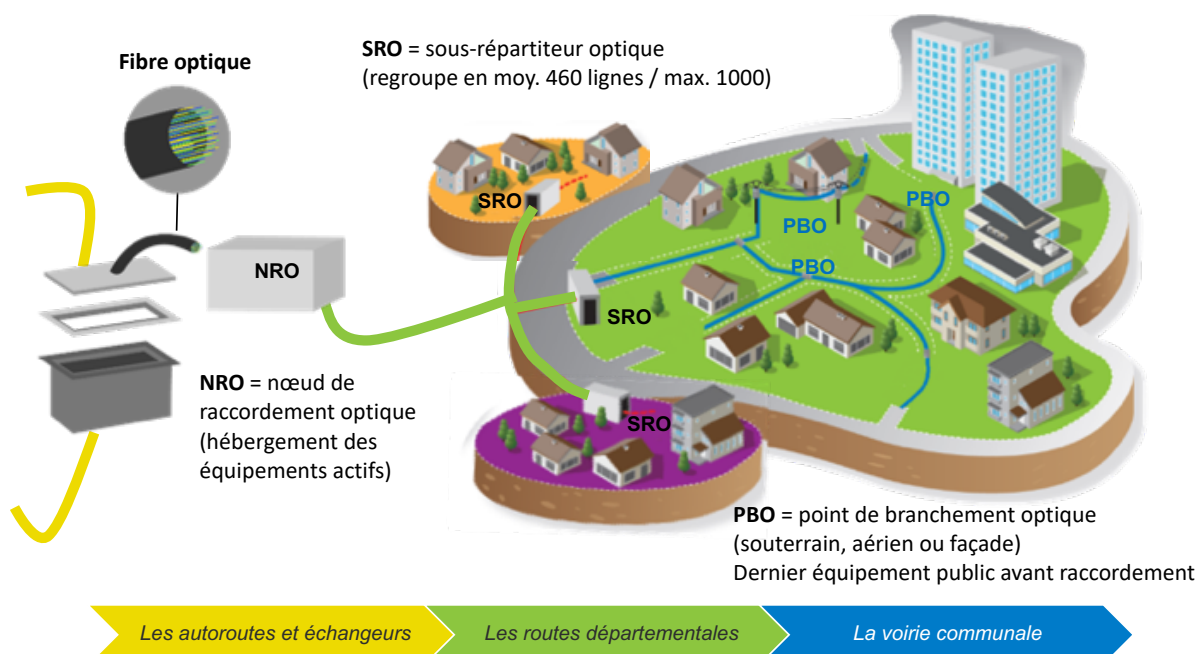 SRO = sous-répartiteur optique
(regroupe en moy. 460 lignes / max. 1000)
Fibre optique
SRO
PBO
PBO
NRO
PBO
SRO
NRO = nœud de
raccordement optique
(hébergement des
équipements actifs)
SRO
PBO = point de branchement optique
(souterrain, aérien ou façade)
Dernier équipement public avant raccordement
Les autoroutes et échangeurs
Les routes départementales
La voirie communale